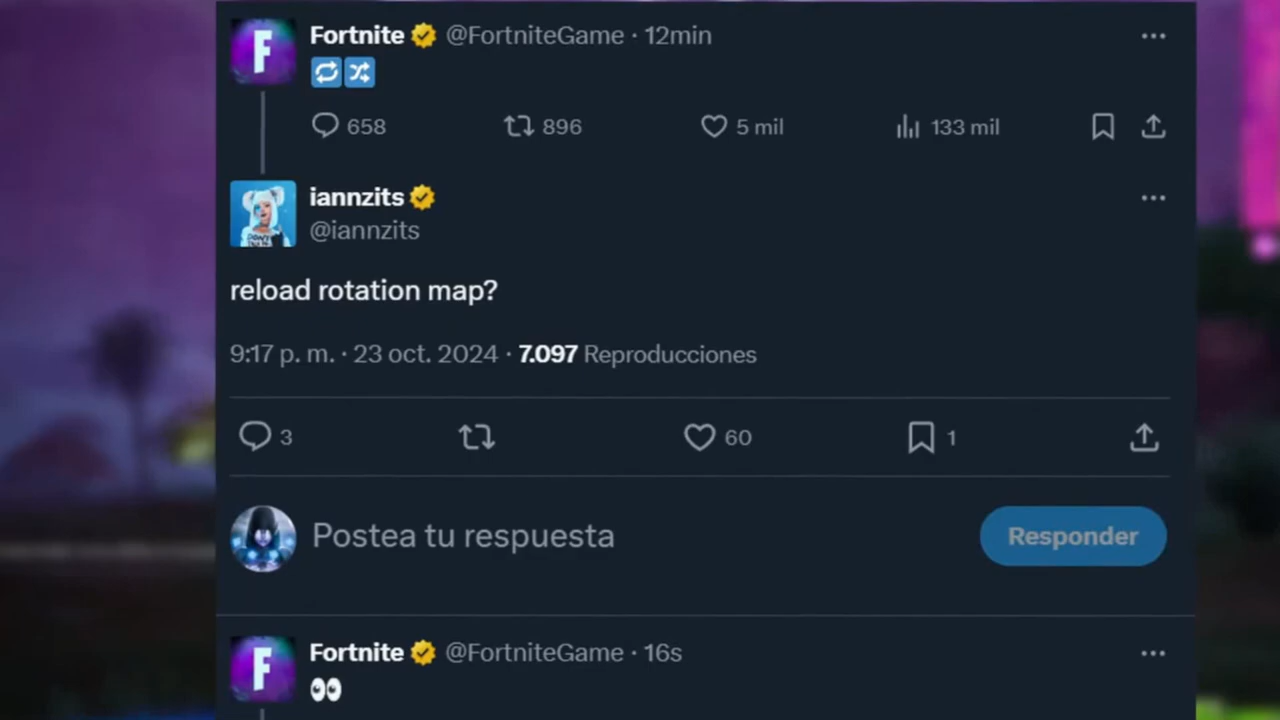 Fortnite @FortniteGame · 12min
🔁🔀
658 896 5 mil 133 mil
iannzits
@iannzits
reload rotation map?
9:17 p. m. · 23 oct. 2024 · 7.097 Reproducciones
3 60 1
Postea tu respuesta Responder
Fortnite @FortniteGame · 16s
👀